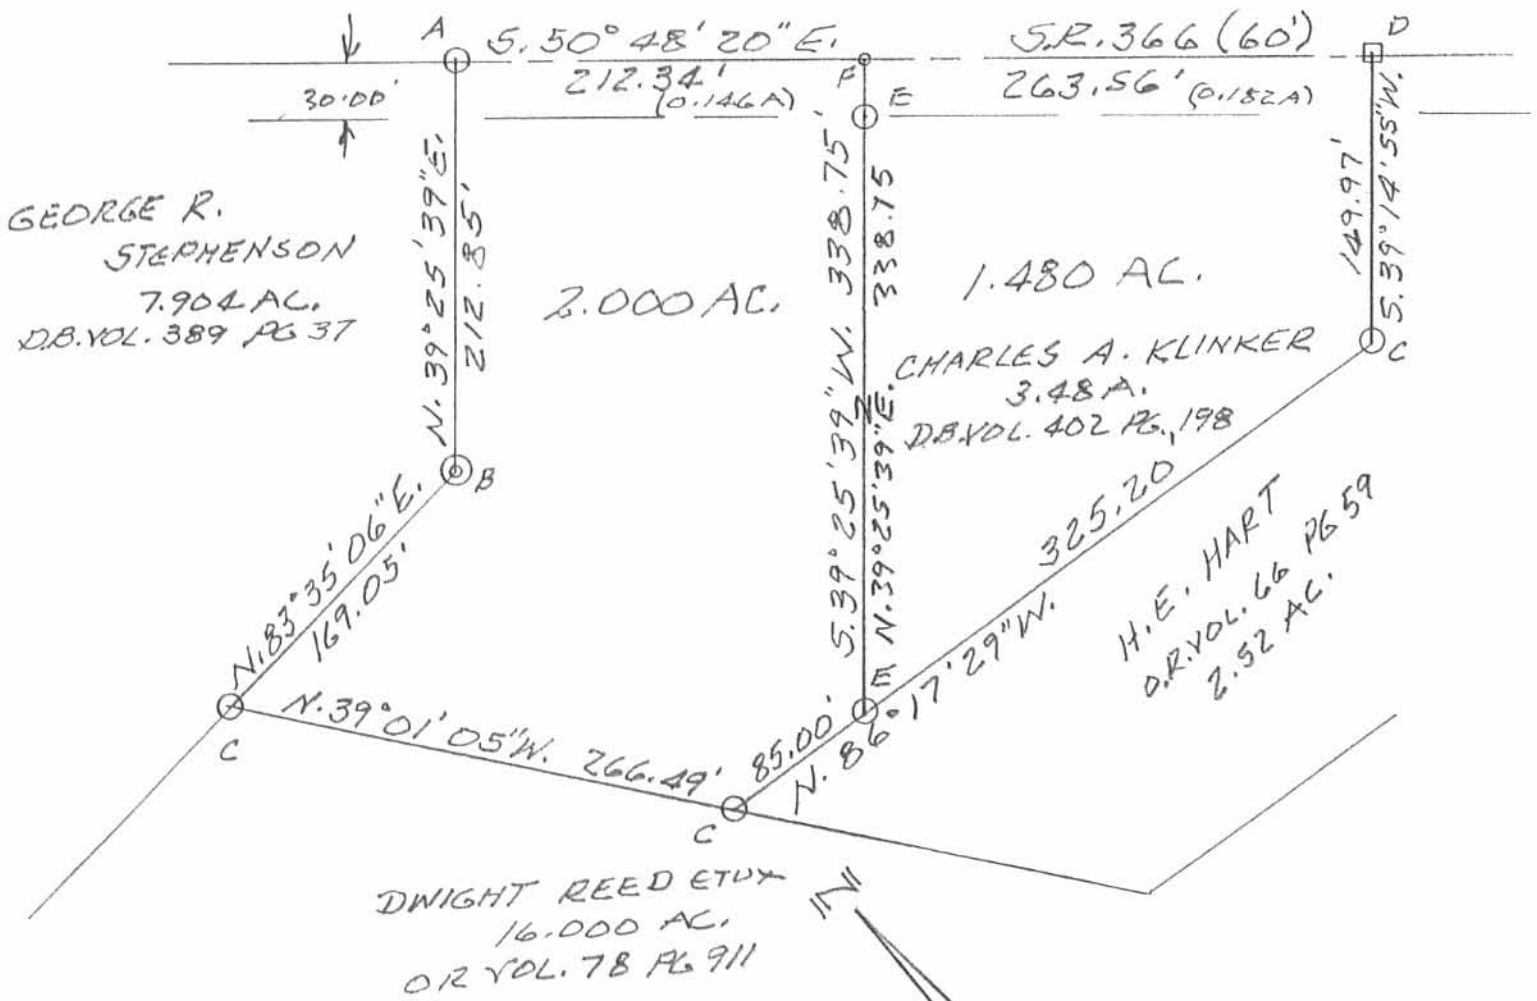 A
S. 50° 48' 20" E.
212.34'
(0.146A)
S.R. 366 (60')
263.56' (0.182A)
D
F
E
30.00'
N. 39° 25' 39" E.
212.85'
S. 39° 25' 39" W. 338.75'
N. 39° 25' 39" E. 338.75
149.97'
S. 39° 14' 55" W.
GEORGE R.
STEPHENSON
7.904 AC.
D.B. VOL. 389 PG 37
2.000 AC.
1.480 AC.
CHARLES A. KLINKER
3.48 A.
D.B. VOL. 402 PG. 198
C
B
N. 83° 35' 06" E.
169.05'
325.20'
H. E. HART
O.R. VOL. 66 PG 59
2.52 AC.
E
N. 39° 01' 05" W. 266.49'
C
85.00'
N. 86° 17' 29" W.
C
DWIGHT REED ETUX
16.000 AC.
OR VOL. 78 PG 911
N